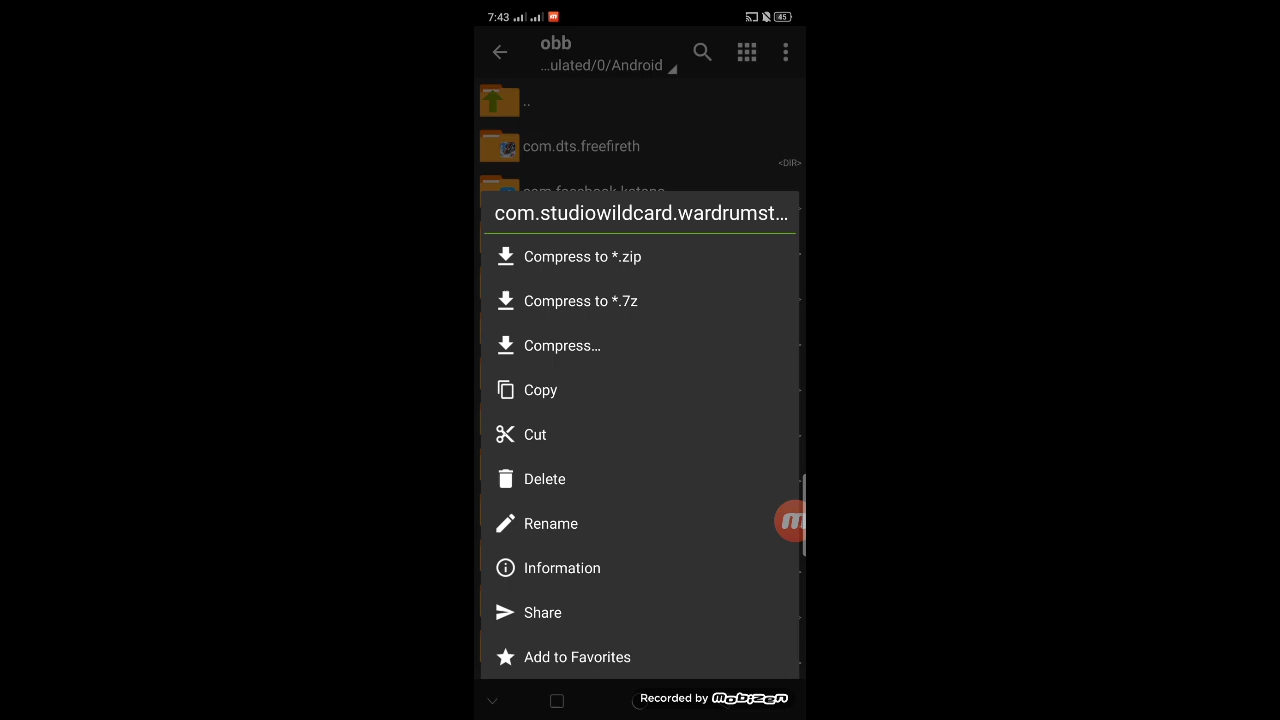 7:43
45
obb
...ulated/0/Android
..
com.dts.freefireth
<DIR>
com.facebook.katana
com.studiowildcard.wardrumst...
Compress to *.zip
Compress to *.7z
Compress...
Copy
Cut
Delete
Rename
Information
Share
Add to Favorites
Recorded by mobizen